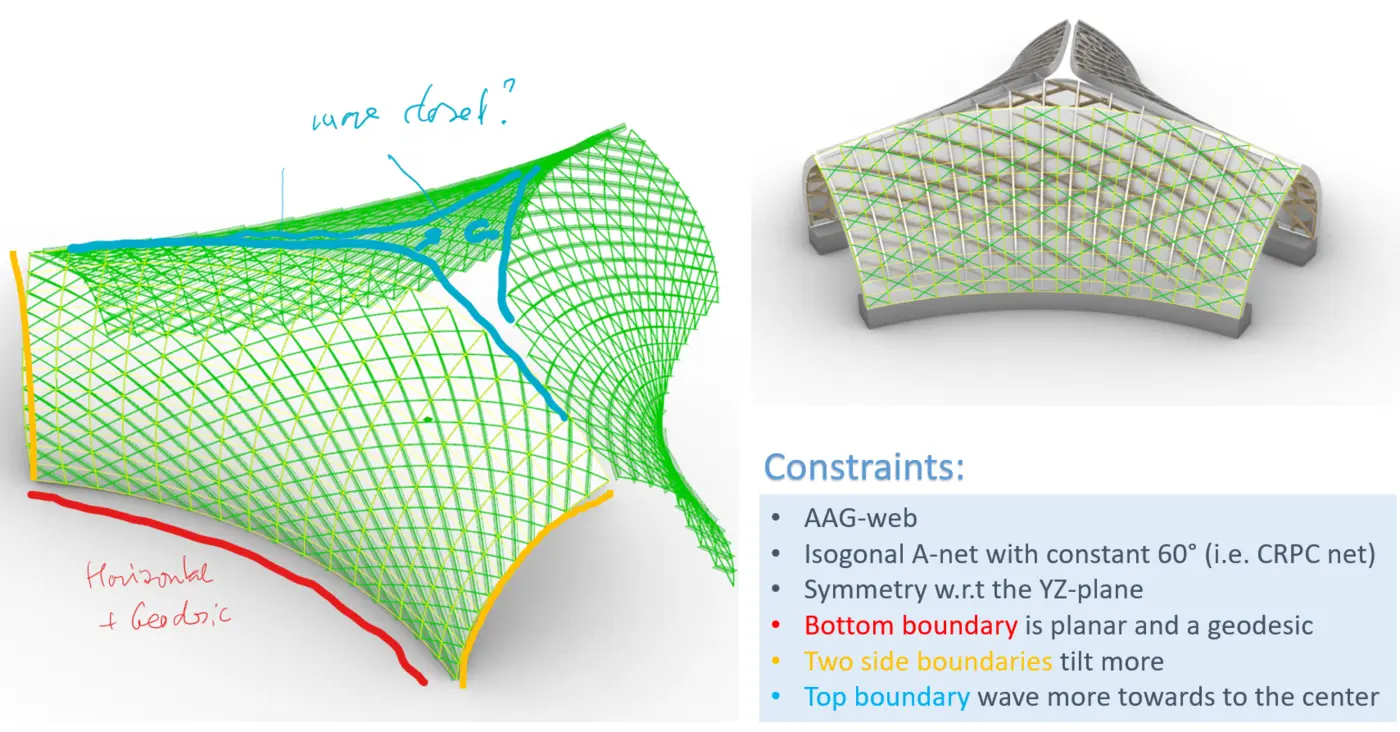 more closer?
Horizontal
+ Geodesic
Constraints:
• AAG-web
• Isogonal A-net with constant 60° (i.e. CRPC net)
• Symmetry w.r.t the YZ-plane
• Bottom boundary is planar and a geodesic
• Two side boundaries tilt more
• Top boundary wave more towards to the center